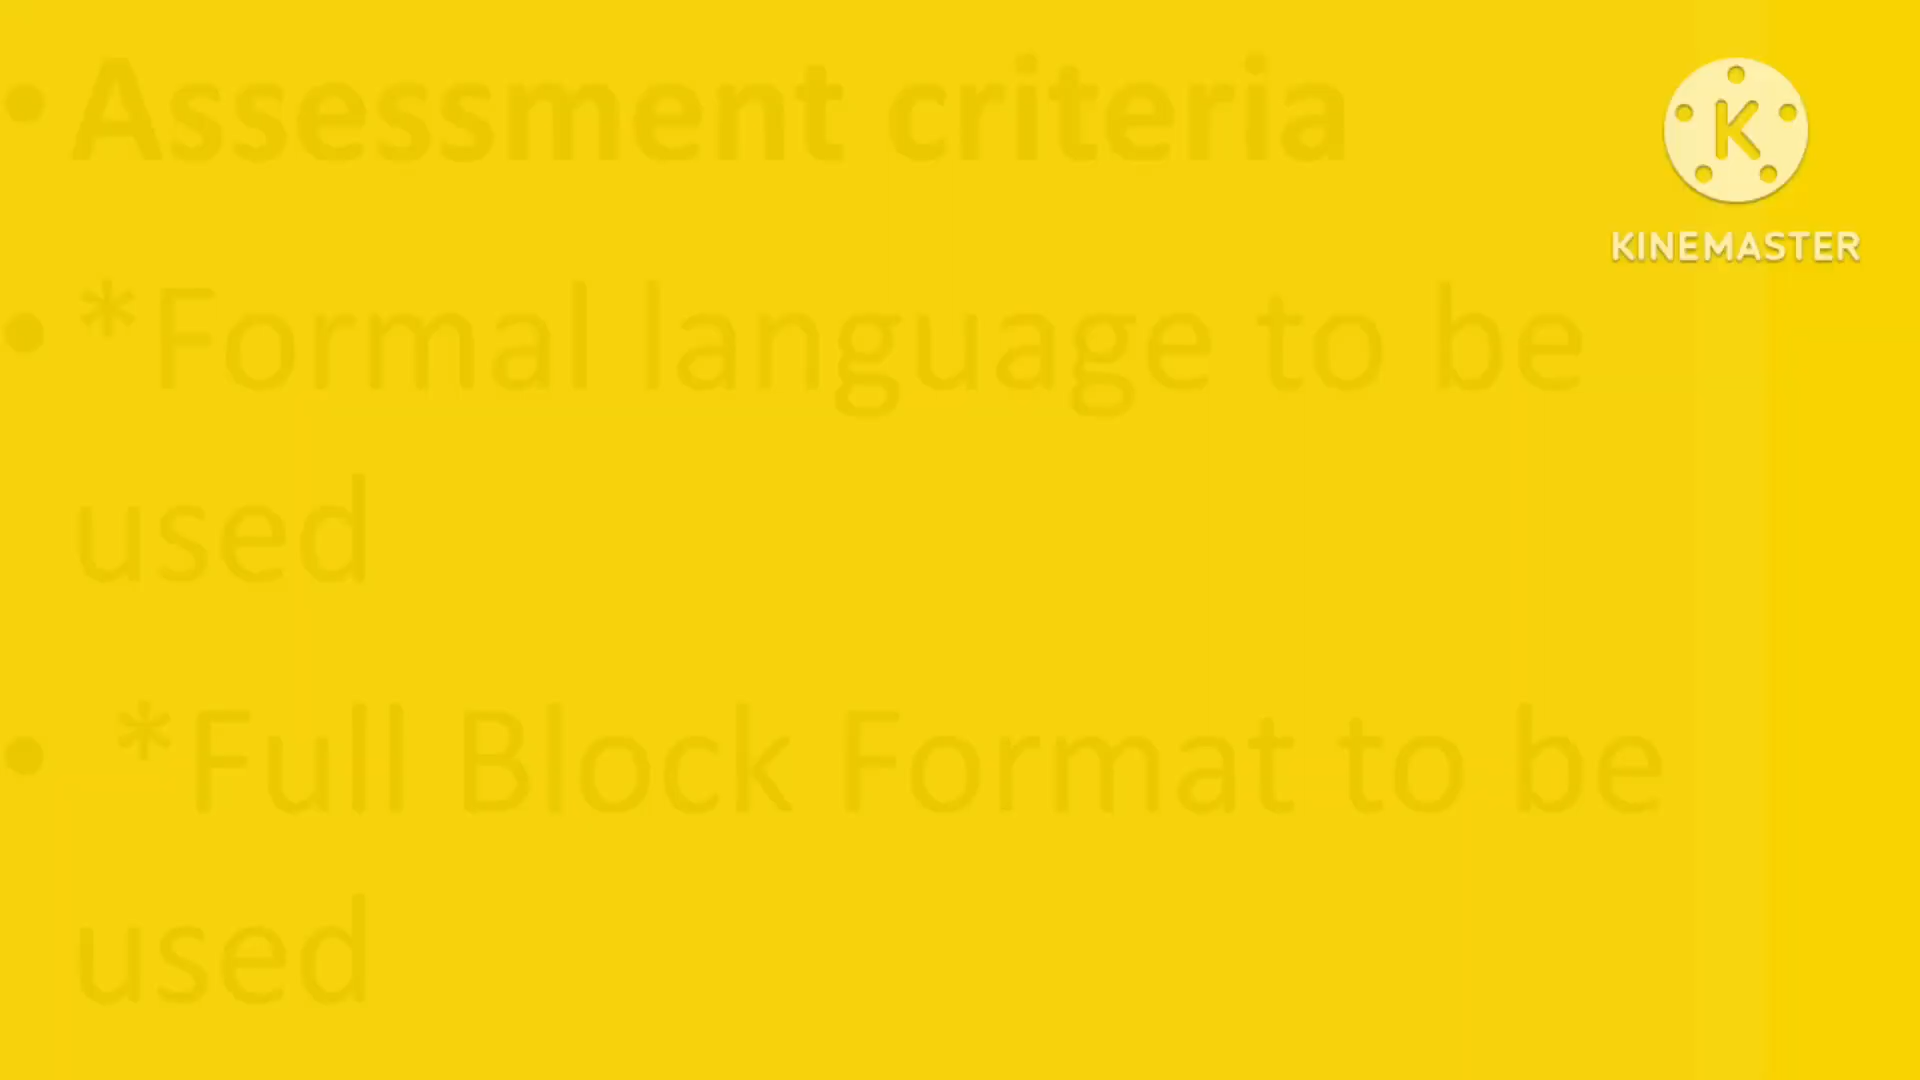 • Assessment criteria
• *Formal language to be
used
• *Full Block Format to be
used
K
KINEMASTER